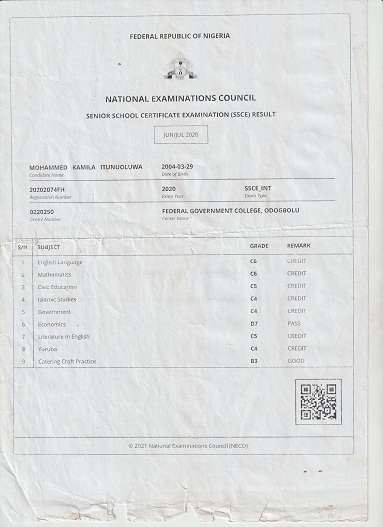 FEDERAL REPUBLIC OF NIGERIA
NATIONAL EXAMINATIONS COUNCIL
SENIOR SCHOOL CERTIFICATE EXAMINATION (SSCE) RESULT
JUN/JUL 2020
MOHAMMED KAMILA ITUNUOLUWA 2004-03-29
Candidate Name Date of Birth
20202074FH 2020 SSCE_INT
Registration Number Exam Year Exam Type
0220250 FEDERAL GOVERNMENT COLLEGE, ODOGBOLU
Centre Number Center Name
S/N SUBJECT GRADE REMARK
1 English Language C6 CREDIT
2 Mathematics C6 CREDIT
3 Civic Education C5 CREDIT
4 Islamic Studies C4 CREDIT
5 Government C4 CREDIT
6 Economics D7 PASS
7 Literature in English C5 CREDIT
8 Yoruba C4 CREDIT
9 Catering Craft Practice B3 GOOD
© 2021 National Examinations Council (NECO)